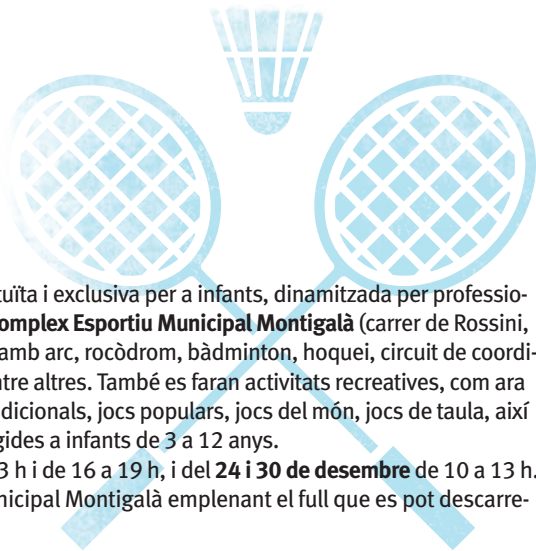 tuïta i exclusiva per a infants, dinamitzada per professio-
omplex Esportiu Municipal Montigalà (carrer de Rossini,
amb arc, rocòdrom, bàdminton, hoquei, circuit de coordi-
ntre altres. També es faran activitats recreatives, com ara
dicionals, jocs populars, jocs del món, jocs de taula, així
gides a infants de 3 a 12 anys.
3 h i de 16 a 19 h, i del 24 i 30 de desembre de 10 a 13 h.
nicipal Montigalà emplenant el full que es pot descarre-